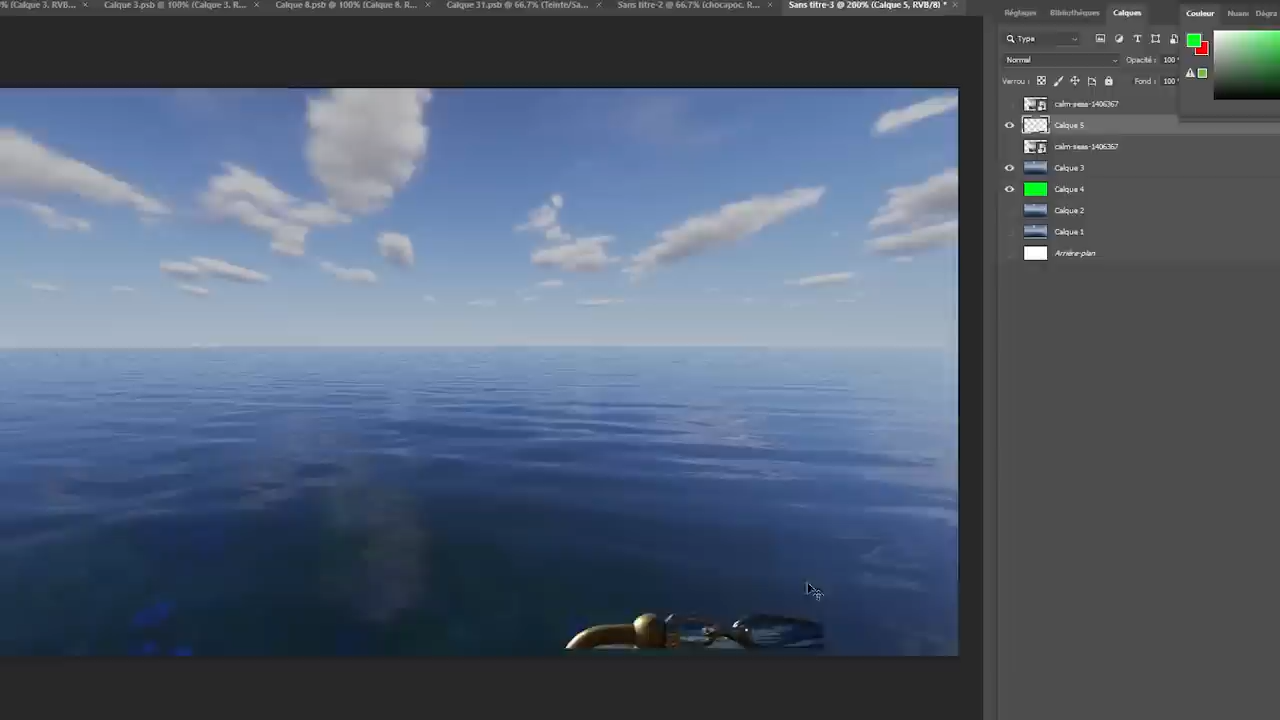 % (Calque 3, RVB... × Calque 3.psb @ 100% (Calque 3, R... × Calque 8.psb @ 100% (Calque 8, R... × Calque 31.psb @ 66.7% (Teinte/Sa... × Sans titre-2 @ 66.7% (chocapoc, R... × Sans titre-3 @ 200% (Calque 5, RVB/8) * ×
Réglages Bibliothèques Calques
Couleur Nuan Dégra
Type
Normal Opacité : 100
Verrou : Fond : 100
calm-seas-1406367
Calque 5
calm-seas-1406367
Calque 3
Calque 4
Calque 2
Calque 1
Arrière-plan